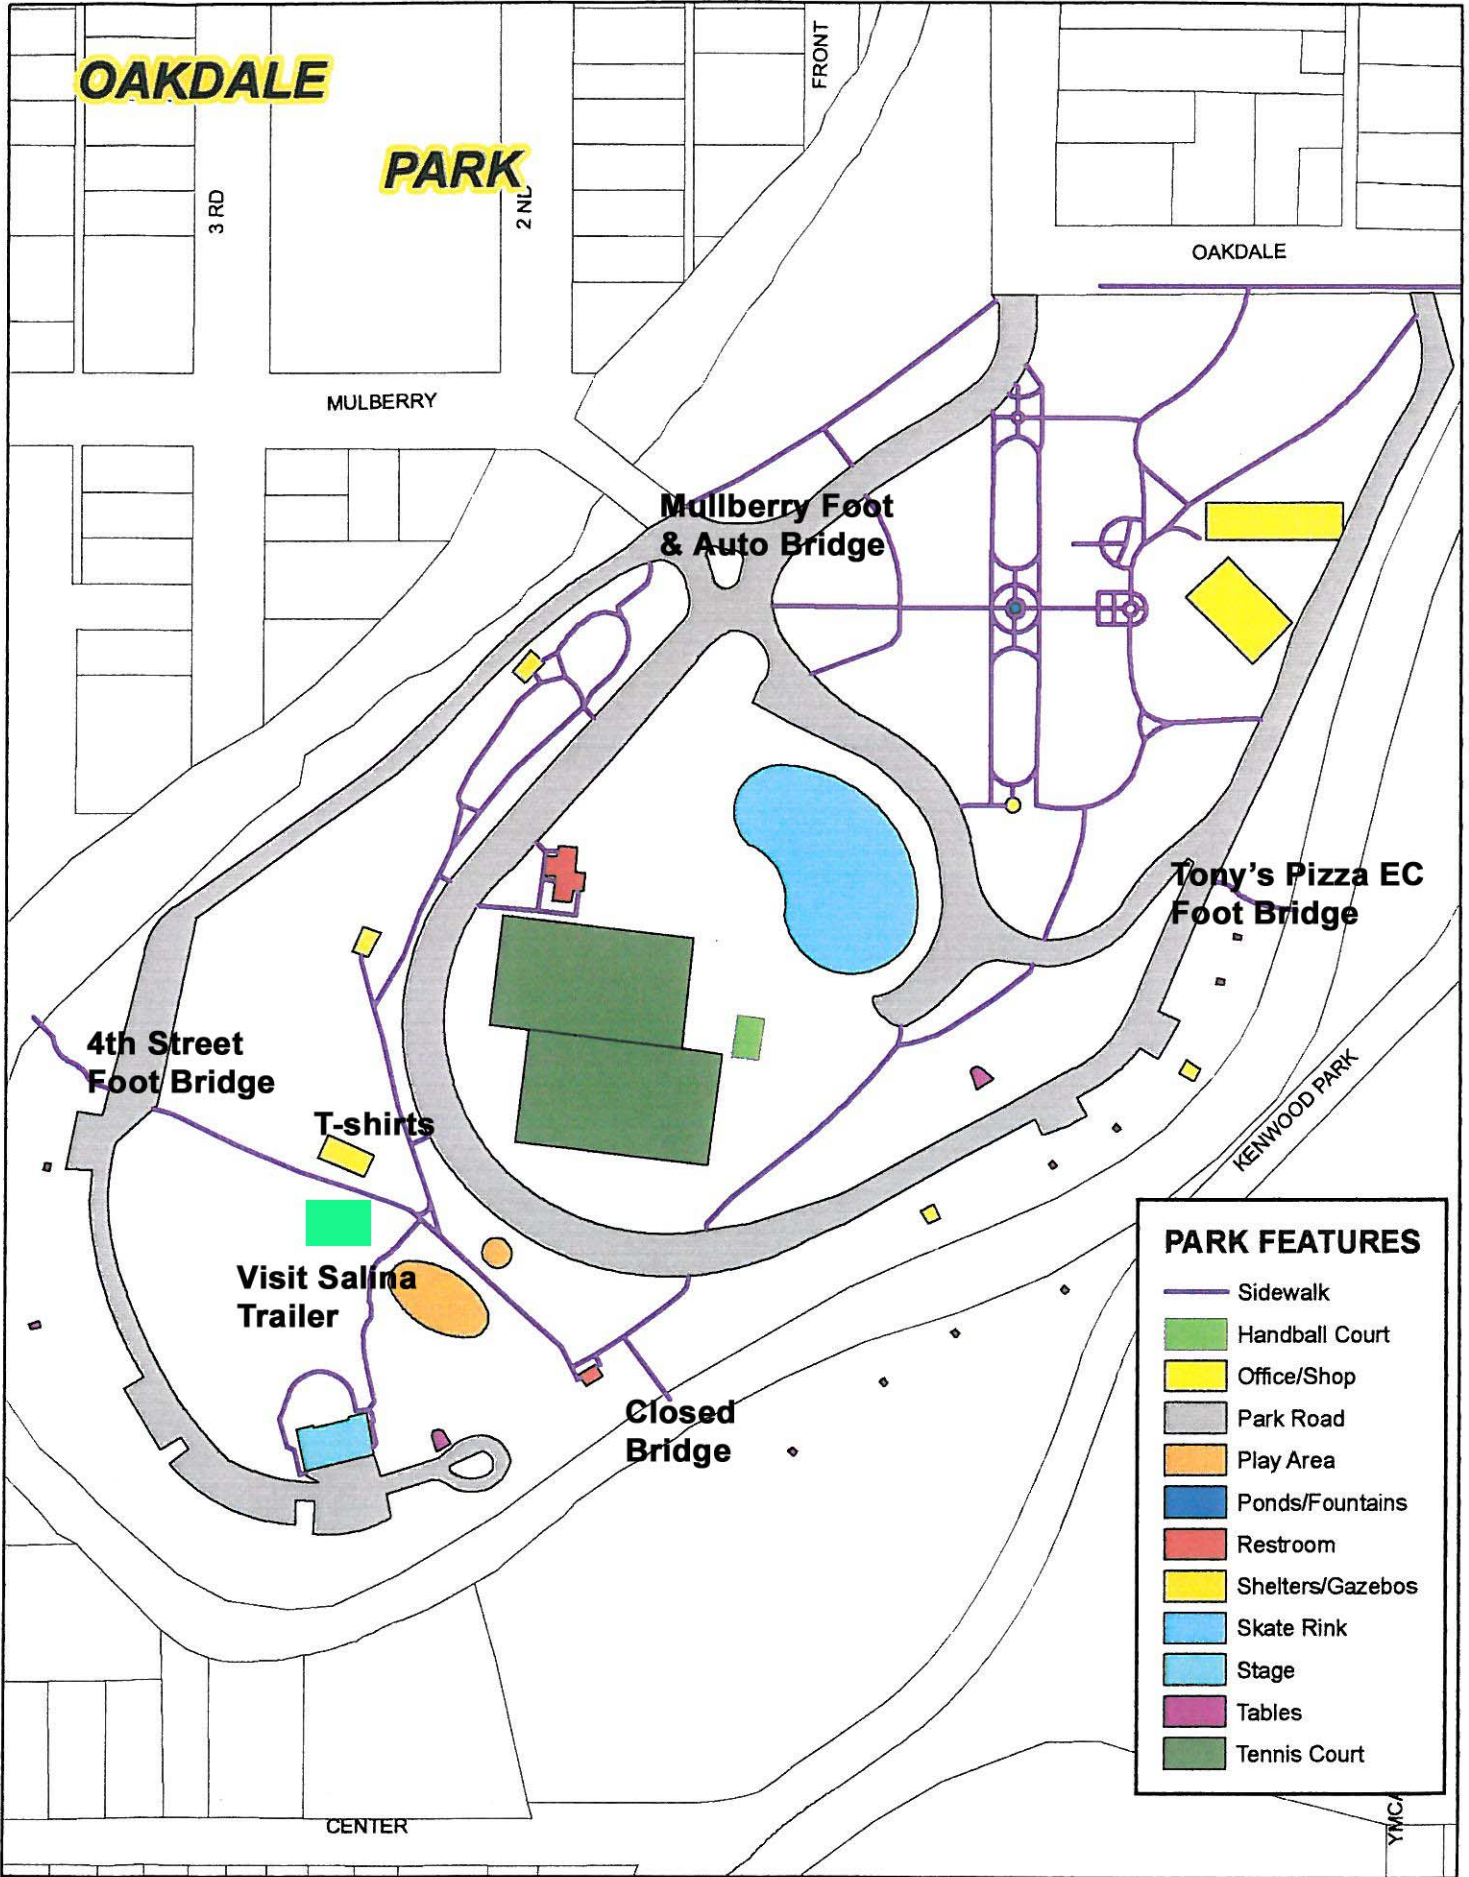 OAKDALE
PARK
FRONT
3 RD
2 ND
OAKDALE
MULBERRY
Mullberry Foot
& Auto Bridge
Tony's Pizza EC
Foot Bridge
4th Street
Foot Bridge
T-shirts
KENWOOD PARK
Visit Salina
Trailer
Closed
Bridge
PARK FEATURES
Sidewalk
Handball Court
Office/Shop
Park Road
Play Area
Ponds/Fountains
Restroom
Shelters/Gazebos
Skate Rink
Stage
Tables
Tennis Court
CENTER
YMCA